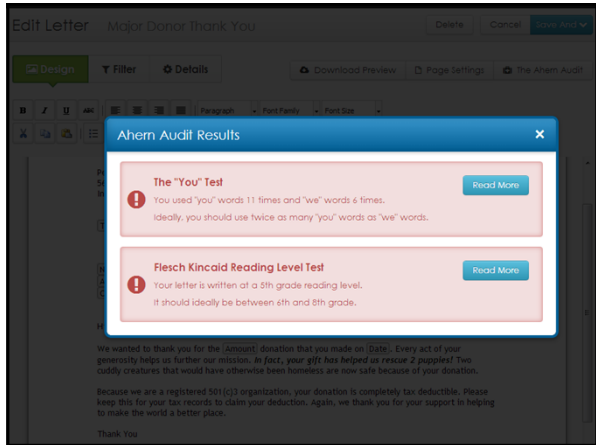 Edit Letter Major Donor Thank You Delete Cancel Save And
Design Filter Details Download Preview Page Settings The Ahern Audit
B I U ABC Paragraph Font Family Font Size
Ahern Audit Results ×
The "You" Test
Read More
You used "you" words 11 times and "we" words 6 times.
Ideally, you should use twice as many "you" words as "we" words.
Flesch Kincaid Reading Level Test
Read More
Your letter is written at a 5th grade reading level.
It should ideally be between 6th and 8th grade.
We wanted to thank you for the Amount donation that you made on Date. Every act of your
generosity helps us further our mission. In fact, your gift has helped us rescue 2 puppies! Two
cuddly creatures that would have otherwise been homeless are now safe because of your donation.
Because we are a registered 501(c)3 organization, your donation is completely tax deductible. Please
keep this for your tax records to claim your deduction. Again, we thank you for your support in helping
to make the world a better place.
Thank You